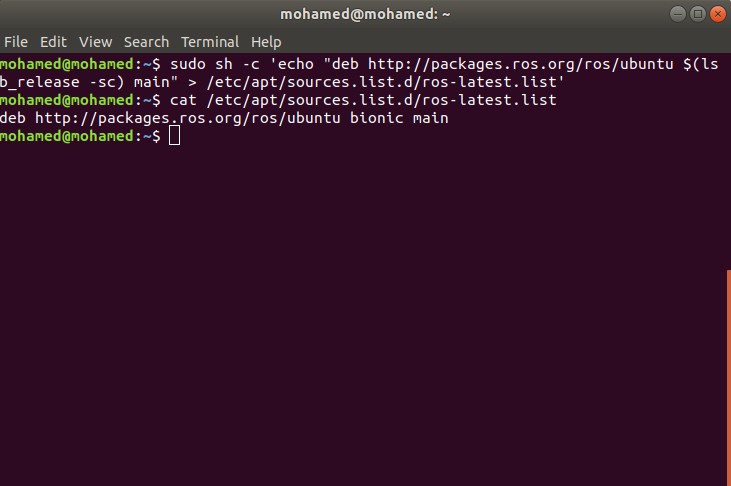 mohamed@mohamed: ~
File Edit View Search Terminal Help
mohamed@mohamed:~$ sudo sh -c 'echo "deb http://packages.ros.org/ros/ubuntu $(ls
b_release -sc) main" > /etc/apt/sources.list.d/ros-latest.list'
mohamed@mohamed:~$ cat /etc/apt/sources.list.d/ros-latest.list
deb http://packages.ros.org/ros/ubuntu bionic main
mohamed@mohamed:~$